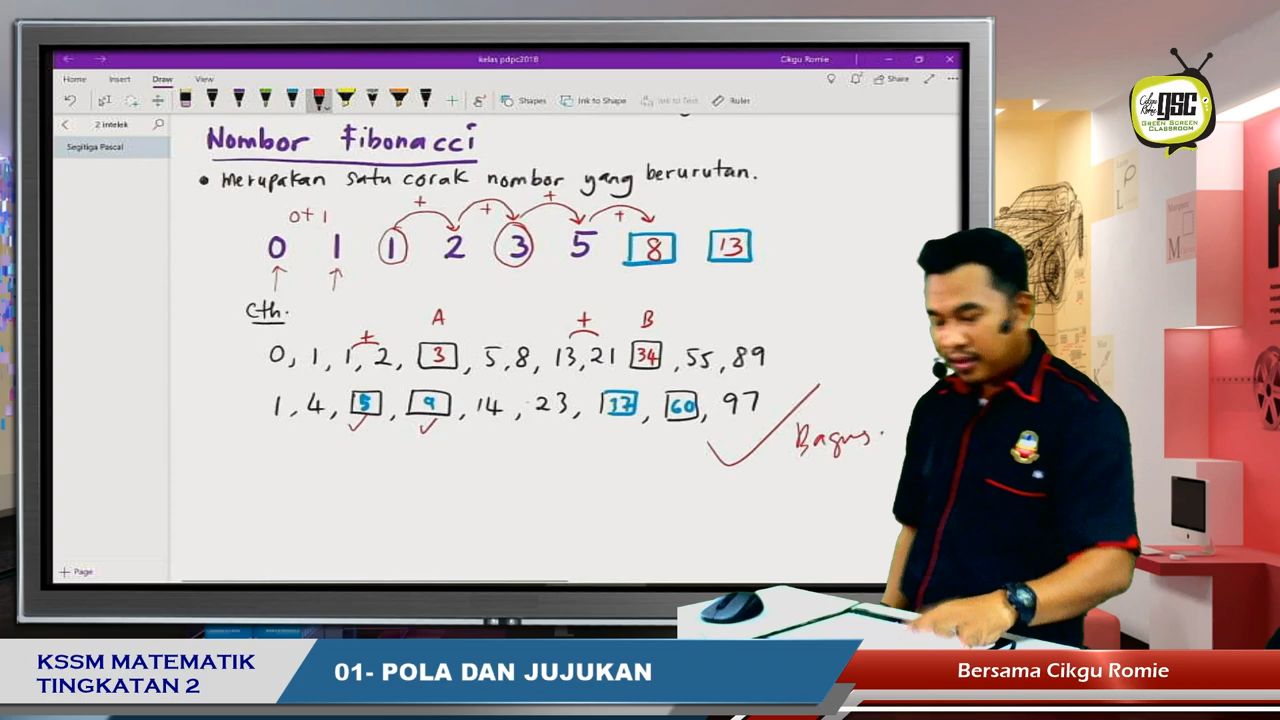 kelas pdpc2018
Cikgu Romie
Home Insert Draw View
Share
Shapes Ink to Shape Ink to Text Ruler
2 intelek
Segitiga Pascal
Nombor Fibonacci
• Merupakan satu corak nombor yang berurutan.
0+1 + + + +
0 1 1 2 3 5 8 13
Cth.
+ A + B
0, 1, 1, 2, 3, 5, 8, 13, 21 34, 55, 89
1, 4, 5, 9, 14, 23, 37, 60, 97
Bagus.
+ Page
Cikgu Romie GSC
GREEN SCREEN
CLASSROOM
KSSM MATEMATIK
TINGKATAN 2
01- POLA DAN JUJUKAN
Bersama Cikgu Romie